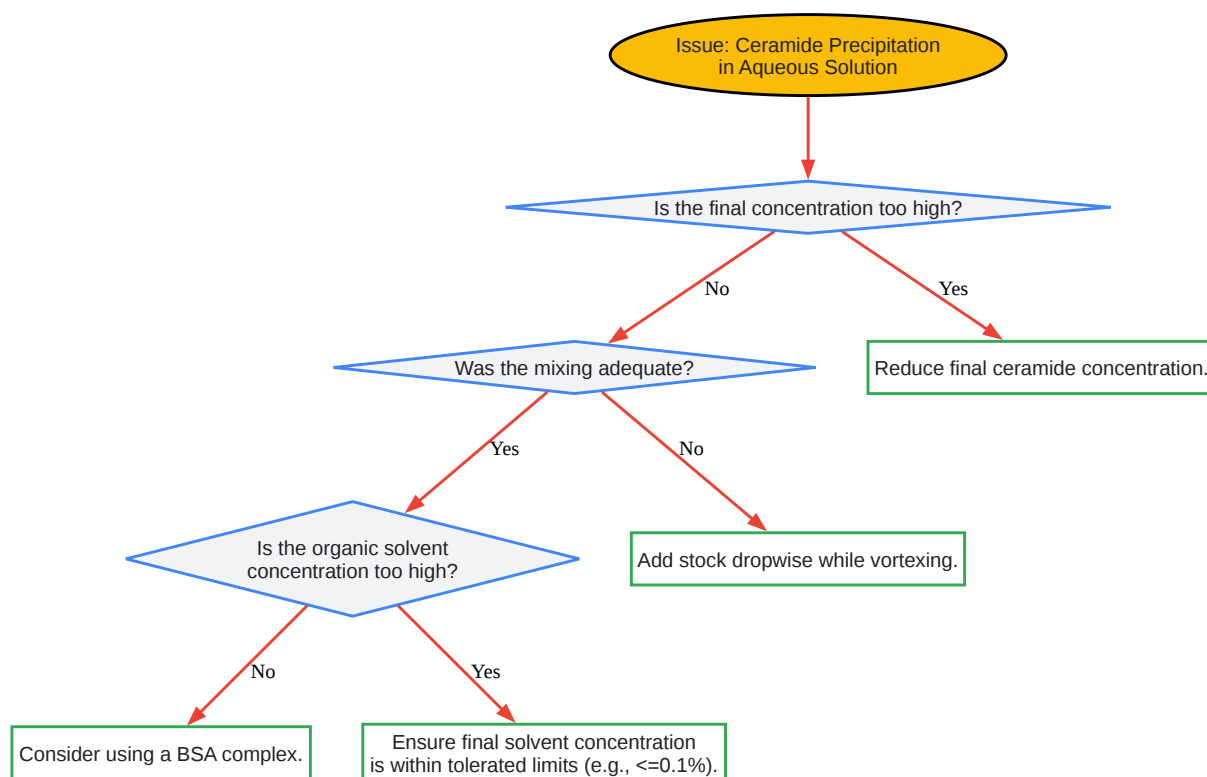 Issue: Ceramide Precipitation
in Aqueous Solution
Is the final concentration too high?
No
Yes
Was the mixing adequate?
Reduce final ceramide concentration.
Yes
No
Is the organic solvent
concentration too high?
Add stock dropwise while vortexing.
No
Yes
Consider using a BSA complex.
Ensure final solvent concentration
is within tolerated limits (e.g., <=0.1%).